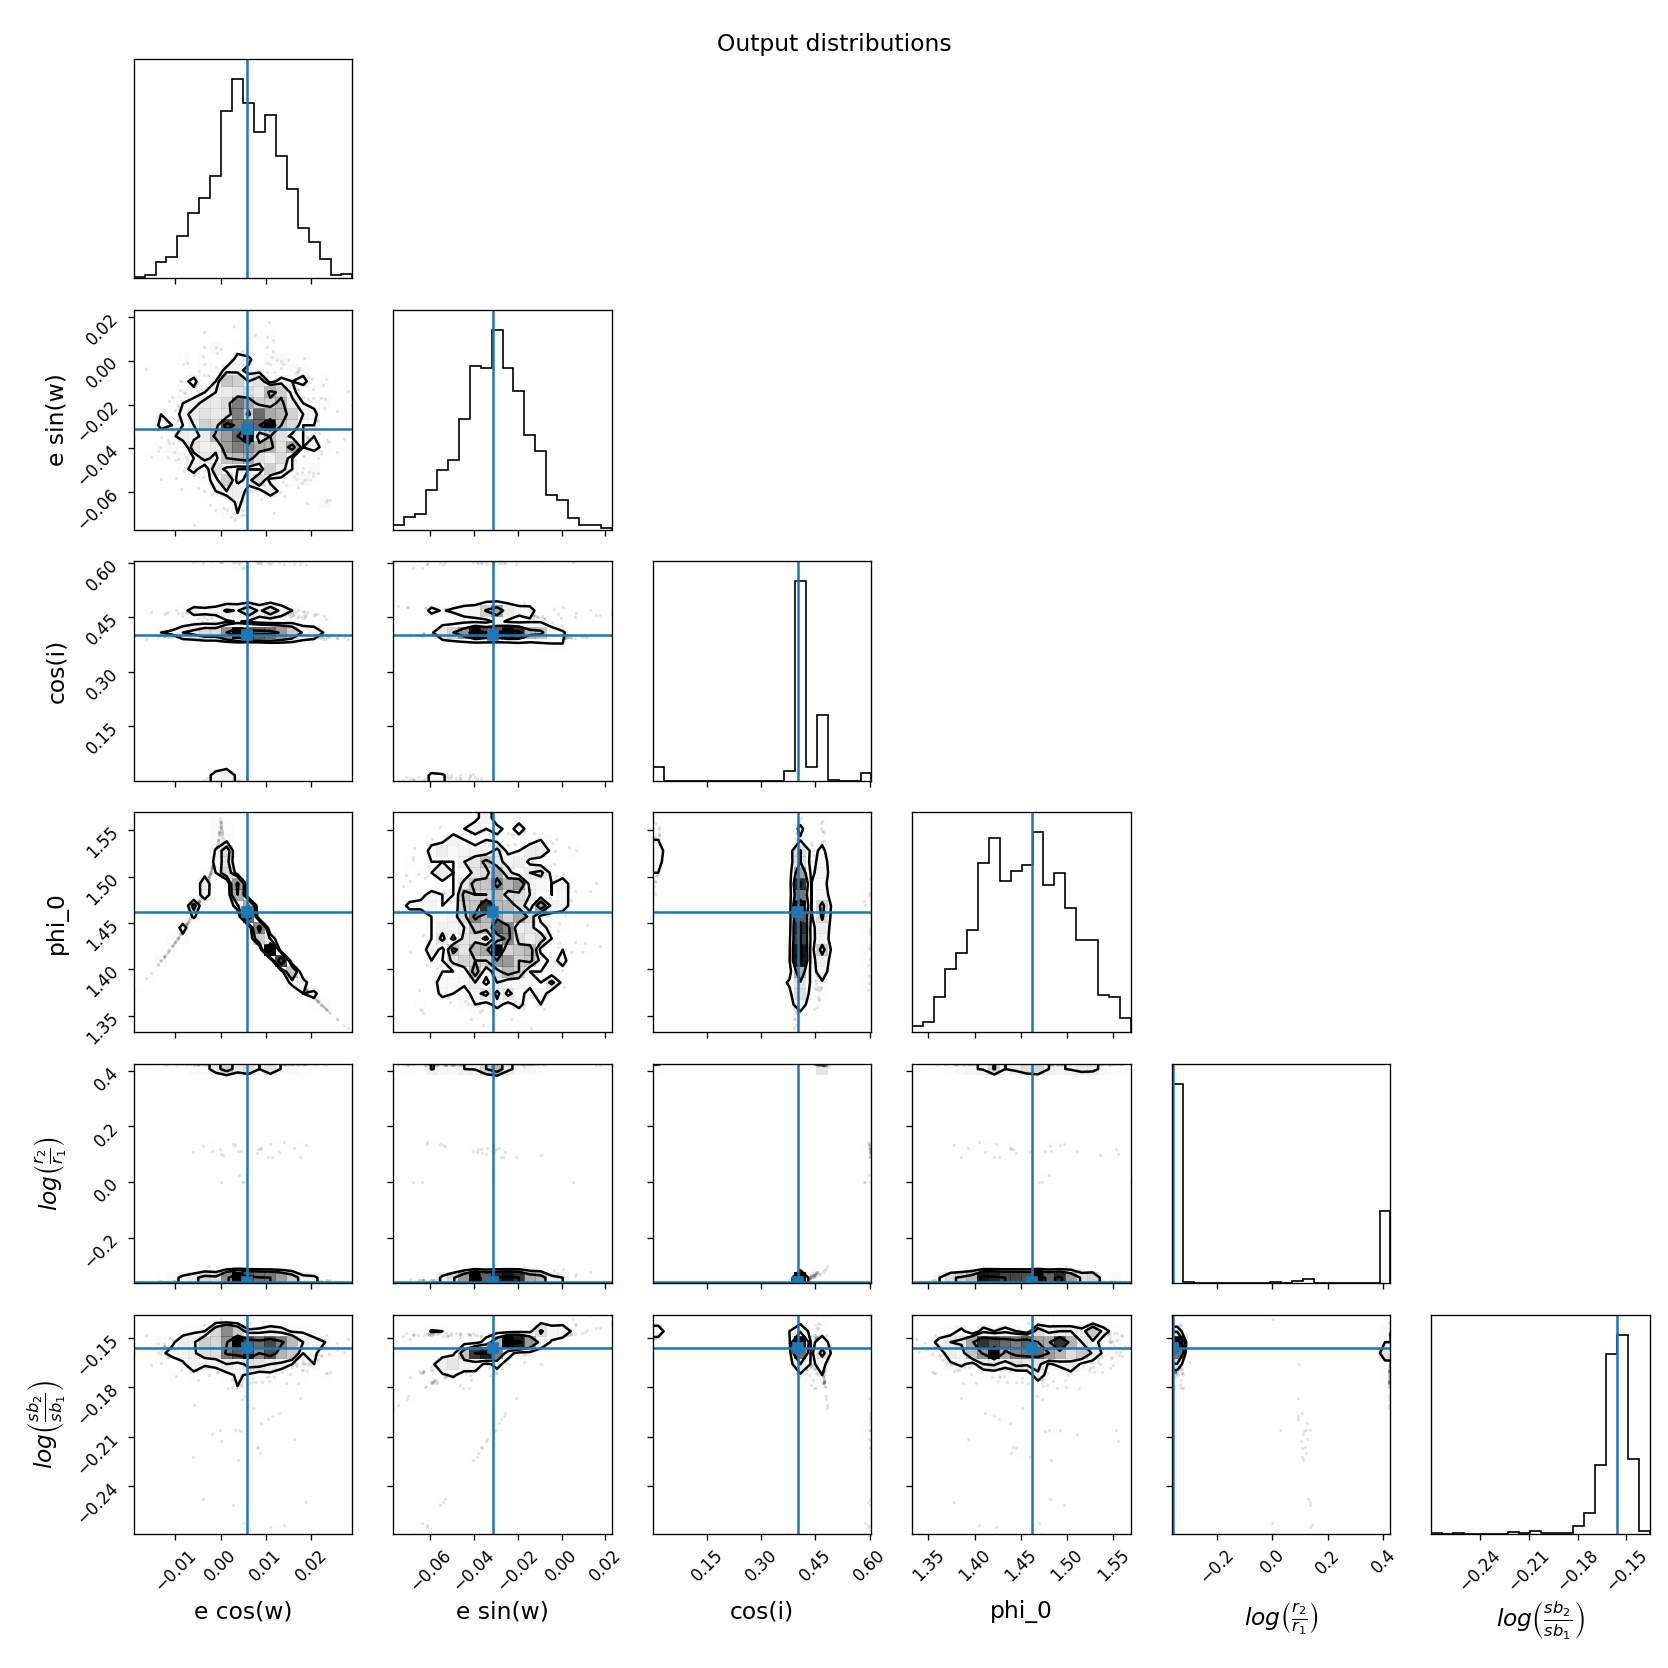 Output distributions
0.02
0.00
−0.02
−0.04
−0.06
e sin(w)
0.60
0.45
0.30
0.15
cos(i)
1.55
1.50
1.45
1.40
1.35
phi_0
0.4
0.2
0.0
−0.2
log(r₂/r₁)
−0.15
−0.18
−0.21
−0.24
log(sb₂/sb₁)
−0.01 0.00 0.01 0.02
e cos(w)
−0.06 −0.04 −0.02 0.00 0.02
e sin(w)
0.15 0.30 0.45 0.60
cos(i)
1.35 1.40 1.45 1.50 1.55
phi_0
−0.2 0.0 0.2 0.4
log(r₂/r₁)
−0.24 −0.21 −0.18 −0.15
log(sb₂/sb₁)